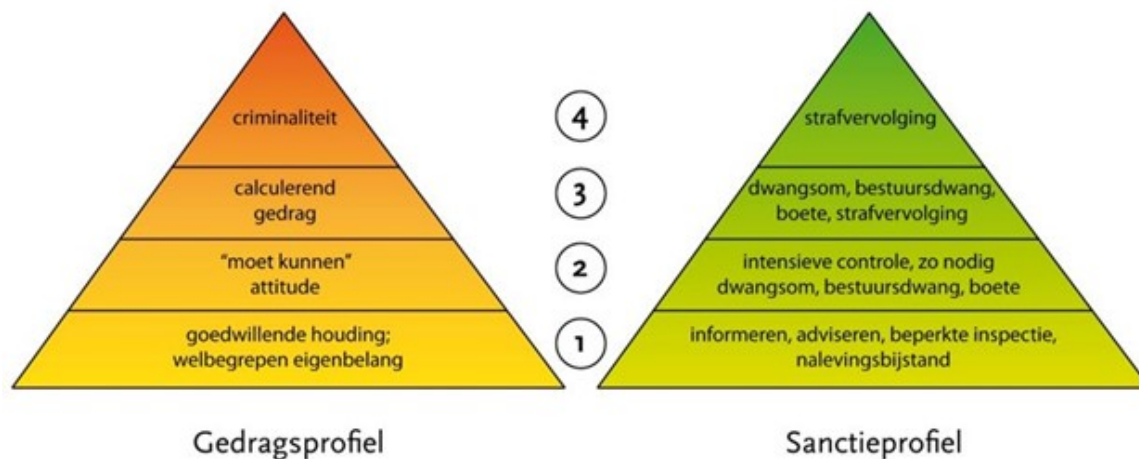 criminaliteit
calculerend
gedrag
“moet kunnen”
attitude
goedwillende houding;
welbegrepen eigenbelang
Gedragsprofiel
4
3
2
1
strafvervolging
dwangsom, bestuursdwang,
boete, strafvervolging
intensieve controle, zo nodig
dwangsom, bestuursdwang, boete
informeren, adviseren, beperkte inspectie,
nalevingsbijstand
Sanctieprofiel